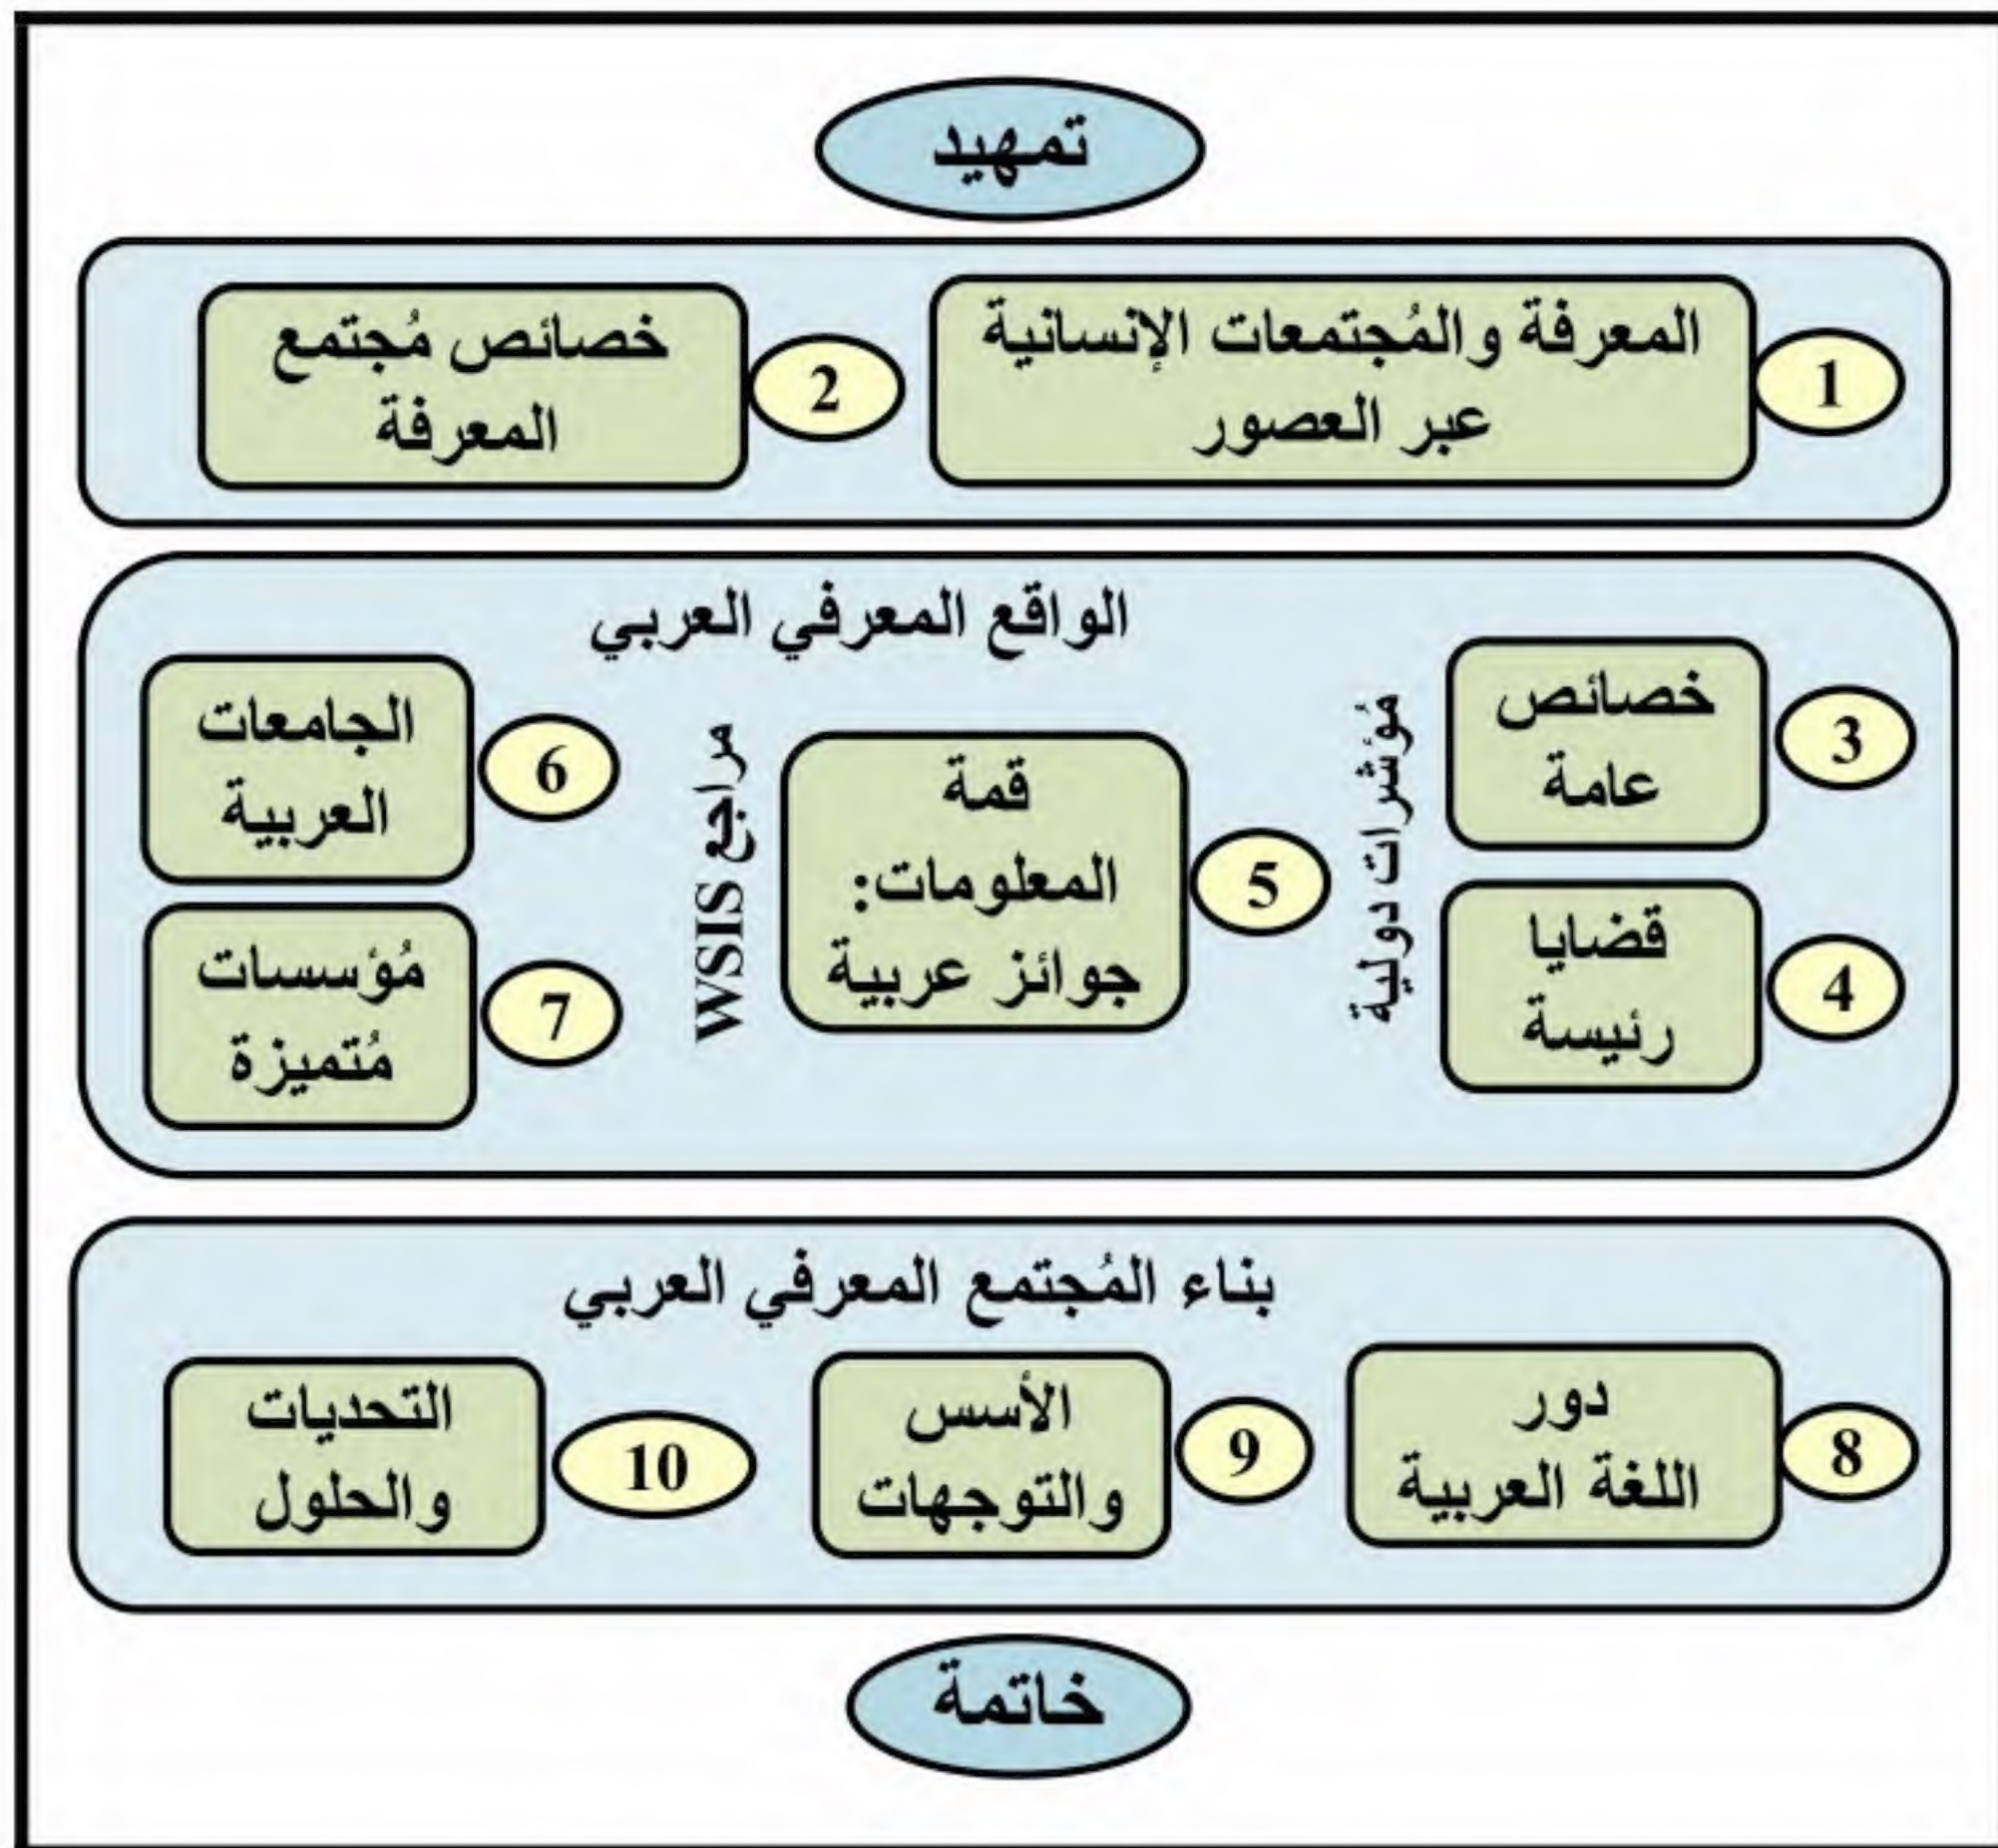 تمهيد
1
المعرفة والمُجتمعات الإنسانية
عبر العصور
2
خصائص مُجتمع
المعرفة
الواقع المعرفي العربي
3
خصائص
عامة
4
قضايا
رئيسة
مُؤشرات دولية
5
قمة
المعلومات:
جوائز عربية
مراجع WSIS
6
الجامعات
العربية
7
مُؤسسات
مُتميزة
بناء المُجتمع المعرفي العربي
8
دور
اللغة العربية
9
الأسس
والتوجهات
10
التحديات
والحلول
خاتمة